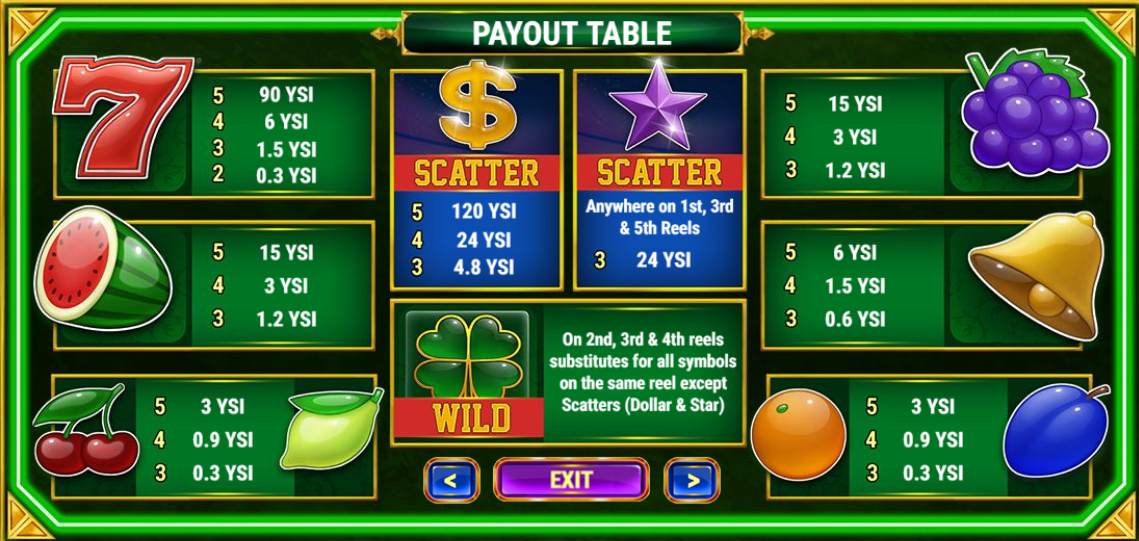 PAYOUT TABLE
7
5 90 YSI
4 6 YSI
3 1.5 YSI
2 0.3 YSI
$
SCATTER
5 120 YSI
4 24 YSI
3 4.8 YSI
SCATTER
Anywhere on 1st, 3rd
& 5th Reels
3 24 YSI
5 15 YSI
4 3 YSI
3 1.2 YSI
5 15 YSI
4 3 YSI
3 1.2 YSI
WILD
On 2nd, 3rd & 4th reels
substitutes for all symbols
on the same reel except
Scatters (Dollar & Star)
5 6 YSI
4 1.5 YSI
3 0.6 YSI
5 3 YSI
4 0.9 YSI
3 0.3 YSI
5 3 YSI
4 0.9 YSI
3 0.3 YSI
< EXIT >